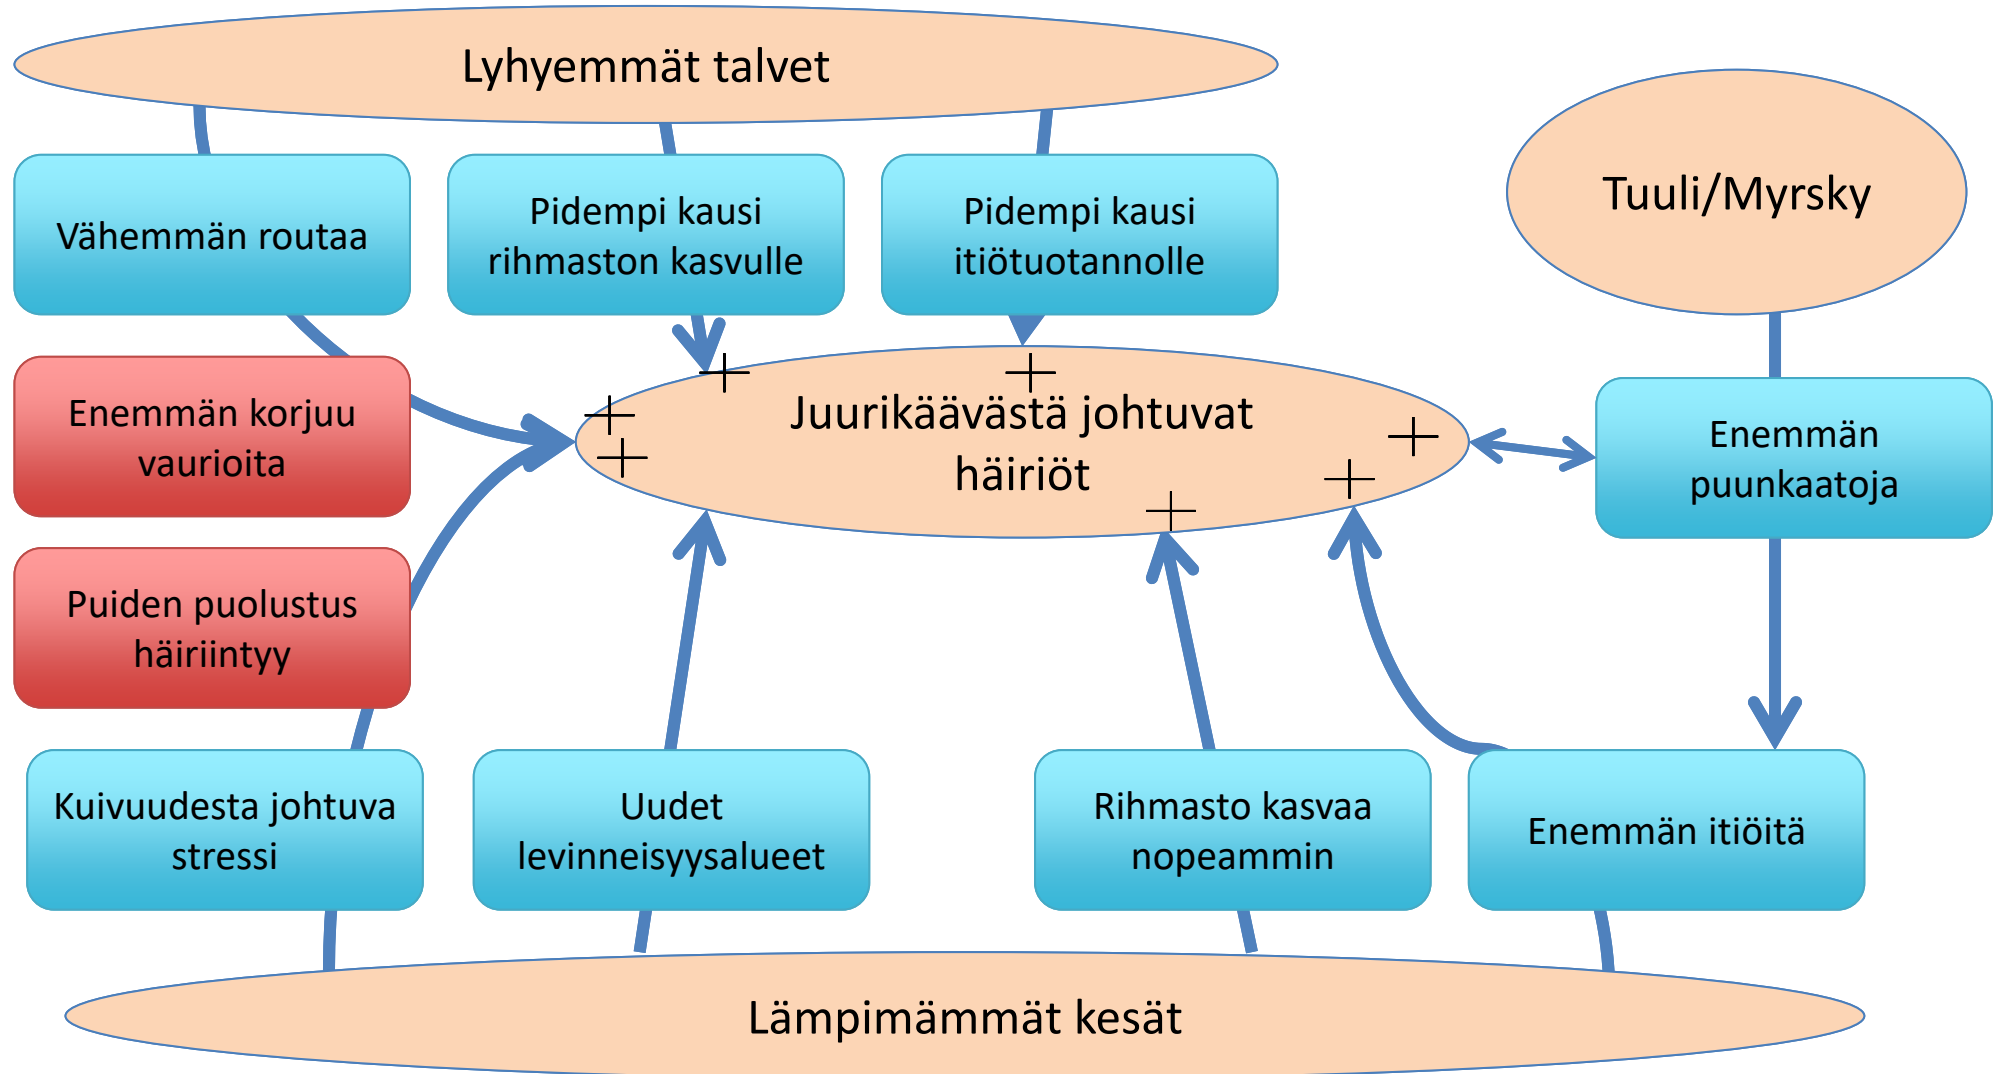 Lyhyemmät talvet
Tuuli/Myrsky
Vähemmän routaa
Pidempi kausi
rihmaston kasvulle
Pidempi kausi
itiötuotannolle
Enemmän korjuu
vaurioita
Juurikäävästä johtuvat
häiriöt
Enemmän
puunkaatoja
Puiden puolustus
häiriintyy
Kuivuudesta johtuva
stressi
Uudet
levinneisyysalueet
Rihmasto kasvaa
nopeammin
Enemmän itiöitä
Lämpimämmät kesät